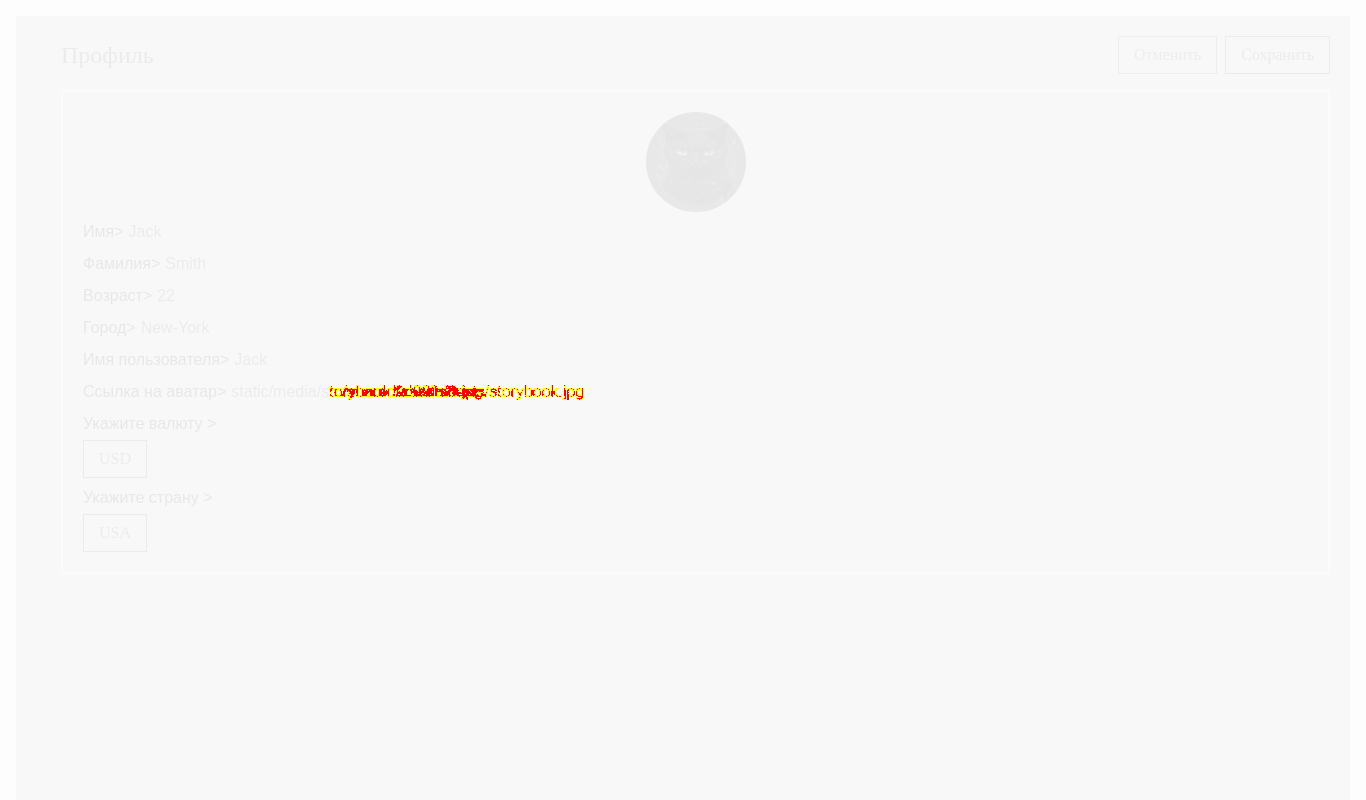 Профиль
Отменить
Сохранить
Имя> Jack
Фамилия> Smith
Возраст> 22
Город> New-York
Имя пользователя> Jack
Ссылка на аватар> static/media/s /storybook.jpg
Укажите валюту >
USD
Укажите страну >
USA